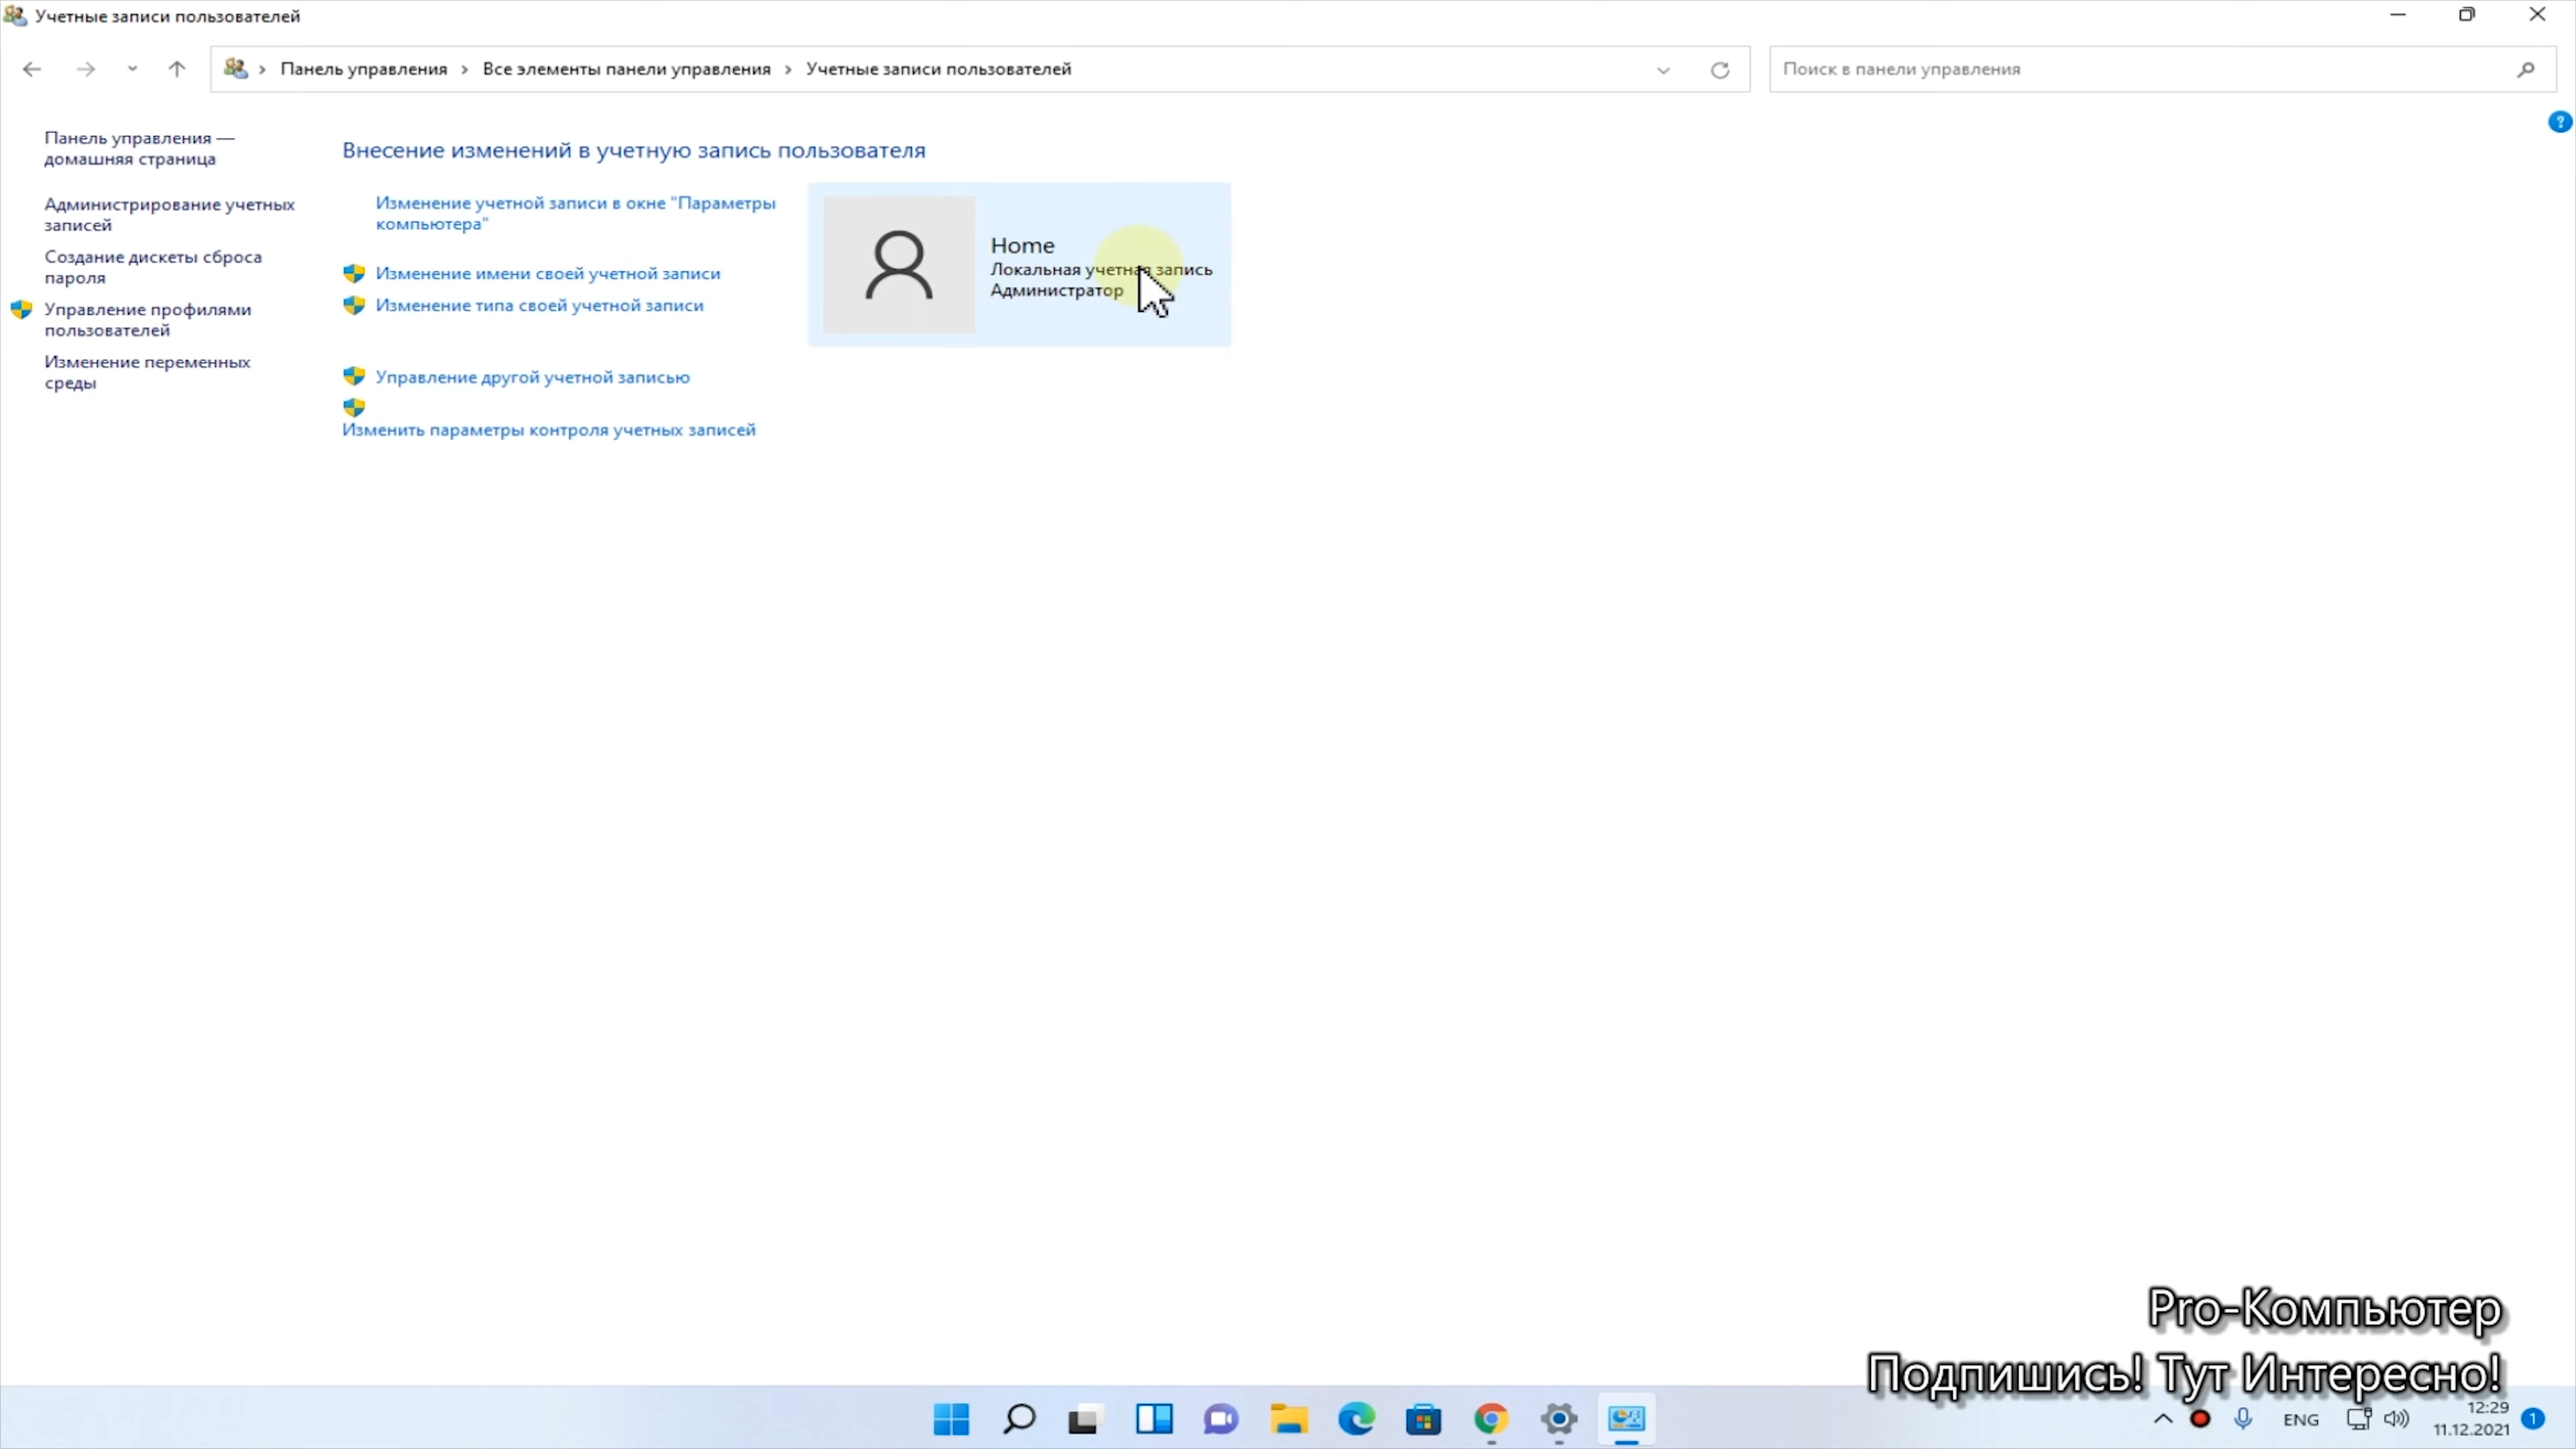 Учетные записи пользователей
Панель управления
Все элементы панели управления
Учетные записи пользователей
Поиск в панели управления
Панель управления —
домашняя страница
Администрирование учетных
записей
Создание дискеты сброса
пароля
Управление профилями
пользователей
Изменение переменных
среды
Внесение изменений в учетную запись пользователя
Изменение учетной записи в окне "Параметры
компьютера"
Изменение имени своей учетной записи
Изменение типа своей учетной записи
Управление другой учетной записью
Изменить параметры контроля учетных записей
Home
Локальная учетная запись
Администратор
?
Pro-Компьютер
Подпишись! Тут Интересно!
ENG
12:29
11.12.2021
1